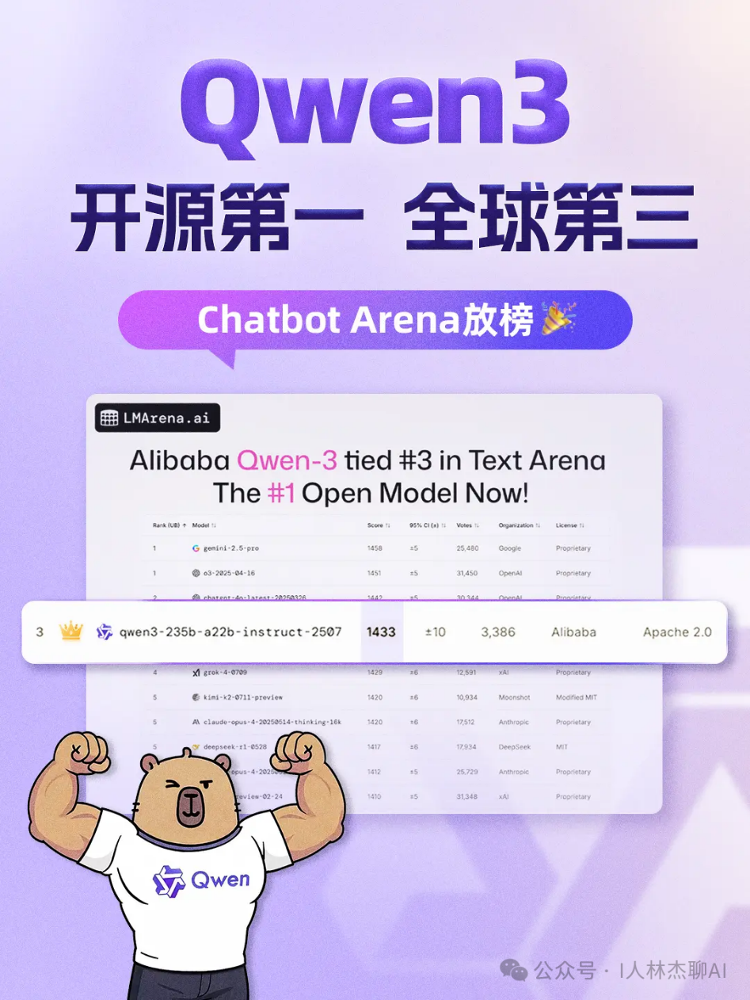 Qwen3
开源第一 全球第三
Chatbot Arena放榜
LMArena.ai
Alibaba Qwen-3 tied #3 in Text Arena
The #1 Open Model Now!
Rank (UB) Model Score 95% CI (±) Votes Organization License
1 gemini-2.5-pro 1458 ±5 25,480 Google Proprietary
1 o3-2025-04-16 1451 ±5 31,450 OpenAI Proprietary
2 chatgpt-4o-latest-20250326 1442 ±5 30,344 OpenAI Proprietary
3 qwen3-235b-a22b-instruct-2507 1433 ±10 3,386 Alibaba Apache 2.0
4 grok-4-0709 1429 ±6 12,591 xAI Proprietary
5 kimi-k2-0711-preview 1420 ±6 10,934 Moonshot Modified MIT
5 claude-opus-4-20250514-thinking-16k 1420 ±6 17,512 Anthropic Proprietary
5 deepseek-r1-0528 1417 ±6 17,934 DeepSeek MIT
1412 ±5 25,729 Anthropic Proprietary
review-02-24 1410 ±5 31,348 xAI Proprietary
Qwen
公众号 · I人林杰聊AI